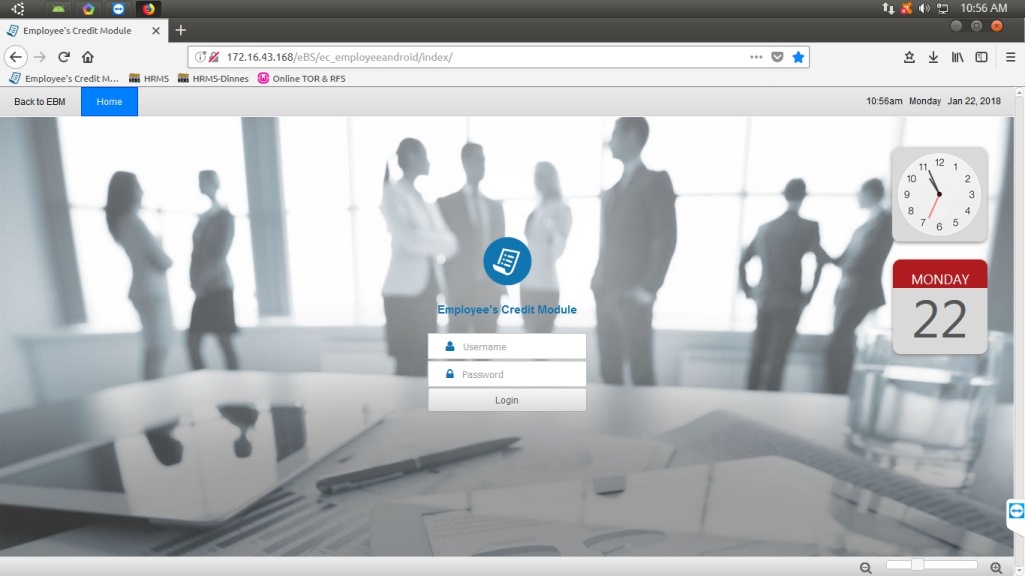 10:56 AM
Employee's Credit Module
172.16.43.168/eBS/ec_employeeandroid/index/
Employee's Credit M...
HRMS
HRMS-Dinnes
Online TOR & RFS
Back to EBM
Home
10:56am Monday Jan 22, 2018
12
11 1
10 2
9 3
8 4
7 5
6
MONDAY
22
Employee's Credit Module
Username
Password
Login